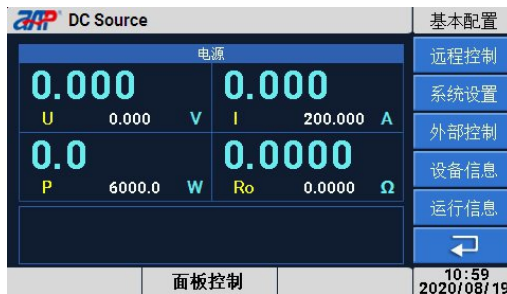 AAP DC Source
基本配置
电源
0.000
U 0.000 V
0.000
I 200.000 A
0.0
P 6000.0 W
0.0000
Ro 0.0000 Ω
远程控制
系统设置
外部控制
设备信息
运行信息
面板控制
10:59
2020/08/19